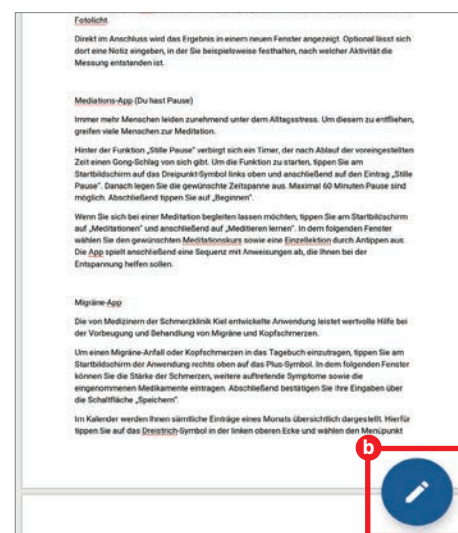 Fotolicht.
Direkt im Anschluss wird das Ergebnis in einem neuen Fenster angezeigt. Optional lässt sich
dort eine Notiz eingeben, in der Sie beispielsweise festhalten, nach welcher Aktivität die
Messung entstanden ist.
Mediations-App (Du hast Pause)
Immer mehr Menschen leiden zunehmend unter dem Alltagsstress. Um diesem zu entfliehen,
greifen viele Menschen zur Meditation.
Hinter der Funktion „Stille Pause" verbirgt sich ein Timer, der nach Ablauf der voreingestellten
Zeit einen Gong-Schlag von sich gibt. Um die Funktion zu starten, tippen Sie am
Startbildschirm auf das Dreipunkt-Symbol links oben und anschließend auf den Eintrag „Stille
Pause". Danach legen Sie die gewünschte Zeitspanne aus. Maximal 60 Minuten Pause sind
möglich. Abschließend tippen Sie auf „Beginnen".
Wenn Sie sich bei einer Meditation begleiten lassen möchten, tippen Sie am Startbildschirm
auf „Meditationen" und anschließend auf „Meditieren lernen". In dem folgenden Fenster
wählen Sie den gewünschten Meditationskurs sowie eine Einzellektion durch Antippen aus.
Die App spielt anschließend eine Sequenz mit Anweisungen ab, die Ihnen bei der
Entspannung helfen sollen.
Migräne-App
Die von Medizinern der Schmerzklinik Kiel entwickelte Anwendung leistet wertvolle Hilfe bei
der Vorbeugung und Behandlung von Migräne und Kopfschmerzen.
Um einen Migräne-Anfall oder Kopfschmerzen in das Tagebuch einzutragen, tippen Sie am
Startbildschirm der Anwendung rechts oben auf das Plus-Symbol. In dem folgenden Fenster
können Sie die Stärke der Schmerzen, weitere auftretende Symptome sowie die
eingenommenen Medikamente eintragen. Abschließend bestätigen Sie Ihre Eingaben über
die Schaltfläche „Speichern".
Im Kalender werden Ihnen sämtliche Einträge eines Monats übersichtlich dargestellt. Hierfür
tippen Sie auf das Dreistrich-Symbol in der linken oberen Ecke und wählen den Menüpunkt
b